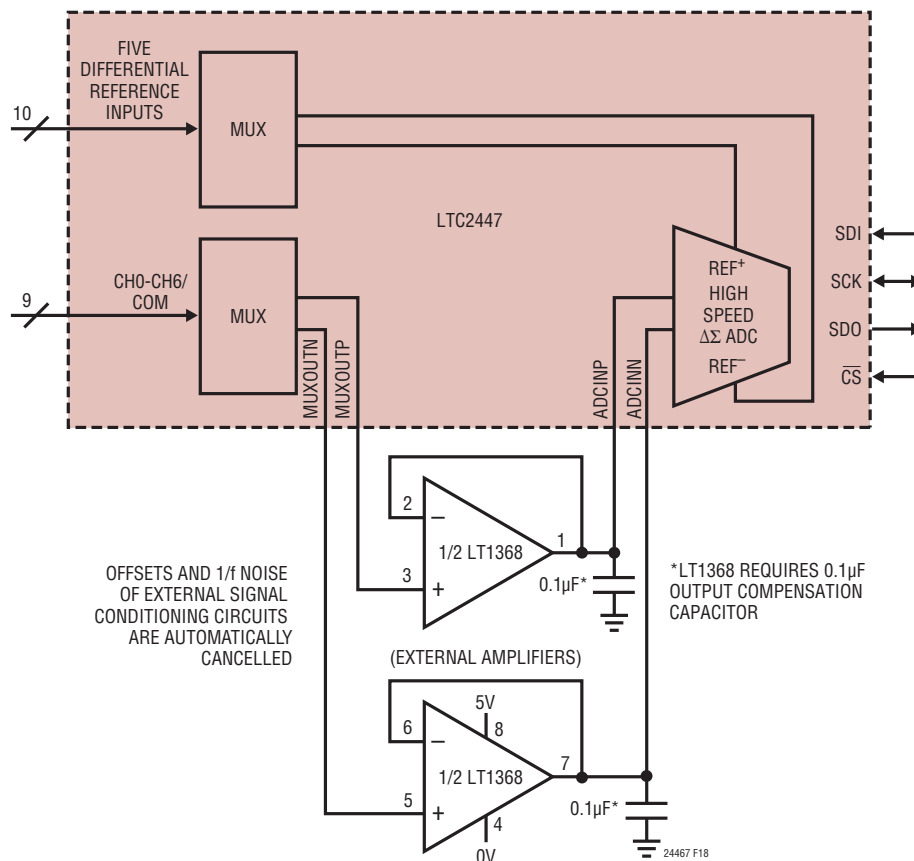 FIVE
DIFFERENTIAL
REFERENCE
INPUTS
10
MUX
LTC2447
SDI
SCK
SDO
CS
REF+
HIGH
SPEED
ΔΣ ADC
REF−
CH0-CH6/
COM
9
MUX
MUXOUTN
MUXOUTP
ADCINP
ADCINN
2
−
1/2 LT1368
1
3
+
0.1µF*
*LT1368 REQUIRES 0.1µF
OUTPUT COMPENSATION
CAPACITOR
OFFSETS AND 1/f NOISE
OF EXTERNAL SIGNAL
CONDITIONING CIRCUITS
ARE AUTOMATICALLY
CANCELLED
(EXTERNAL AMPLIFIERS)
5V
8
6
−
1/2 LT1368
7
5
+
4
0V
0.1µF*
24467 F18